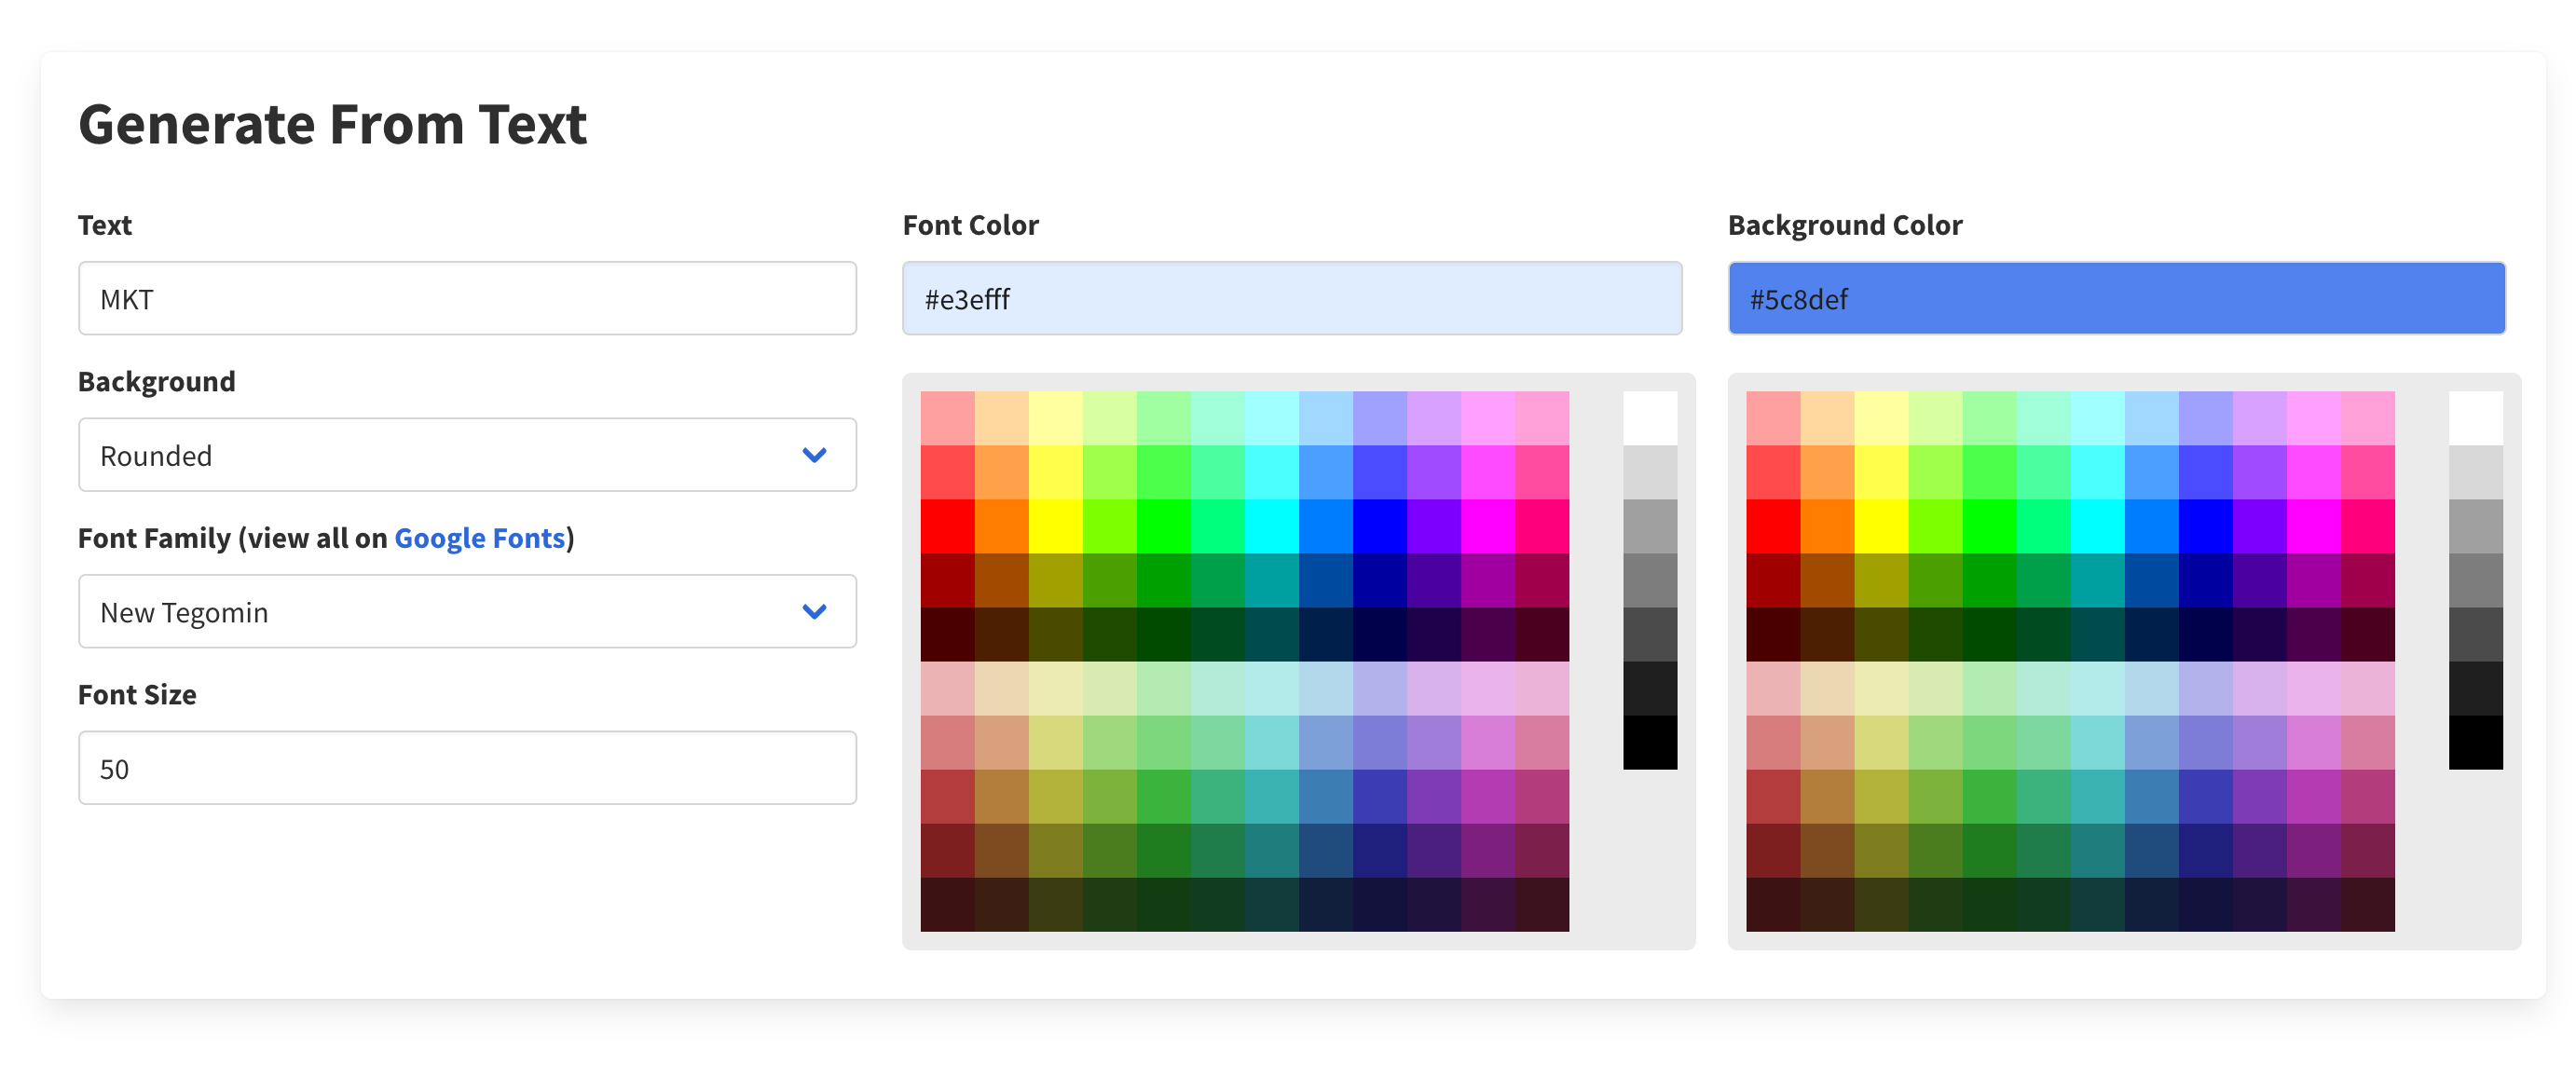 Generate From Text
Text
MKT
Background
Rounded
Font Family (view all on Google Fonts)
New Tegomin
Font Size
50
Font Color
#e3efff
Background Color
#5c8def